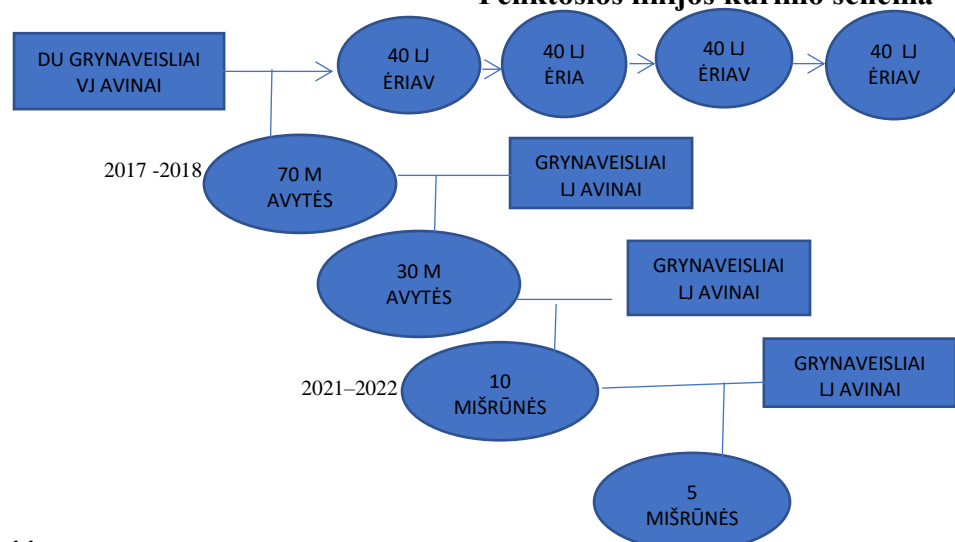 Penktosios linijos kūrimo schema
DU GRYNAVEISLIAI
VJ AVINAI
40 LJ
ĖRIAV
40 LJ
ĖRIA
40 LJ
ĖRIAV
40 LJ
ĖRIAV
2017 -2018
70 M
AVYTĖS
GRYNAVEISLIAI
LJ AVINAI
30 M
AVYTĖS
GRYNAVEISLIAI
LJ AVINAI
2021–2022
10
MIŠRŪNĖS
GRYNAVEISLIAI
LJ AVINAI
5
MIŠRŪNĖS